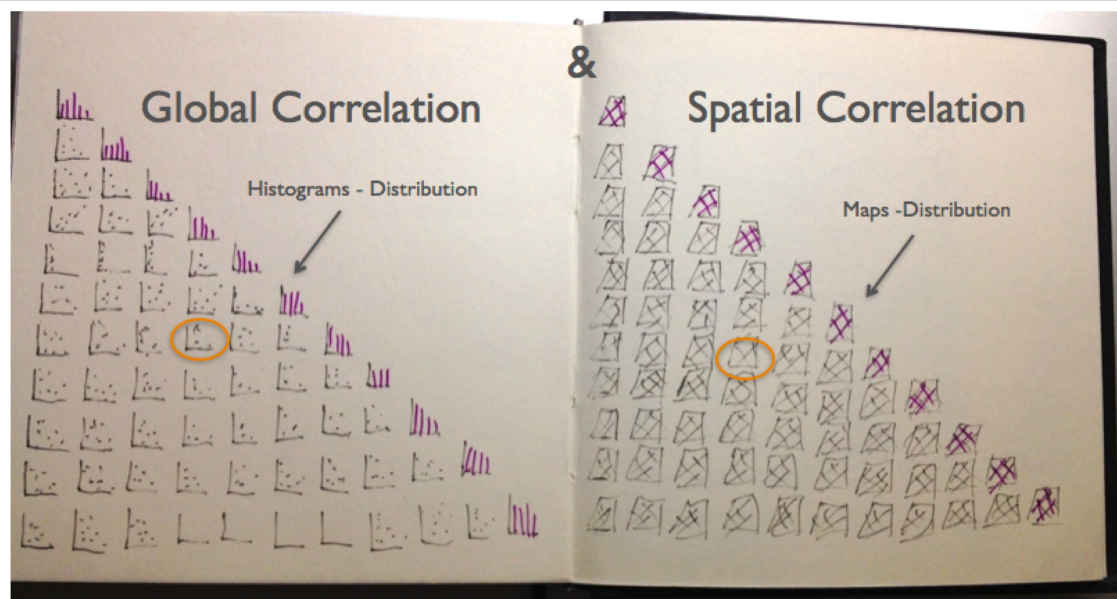 &
Global Correlation
Spatial Correlation
Histograms - Distribution
Maps -Distribution